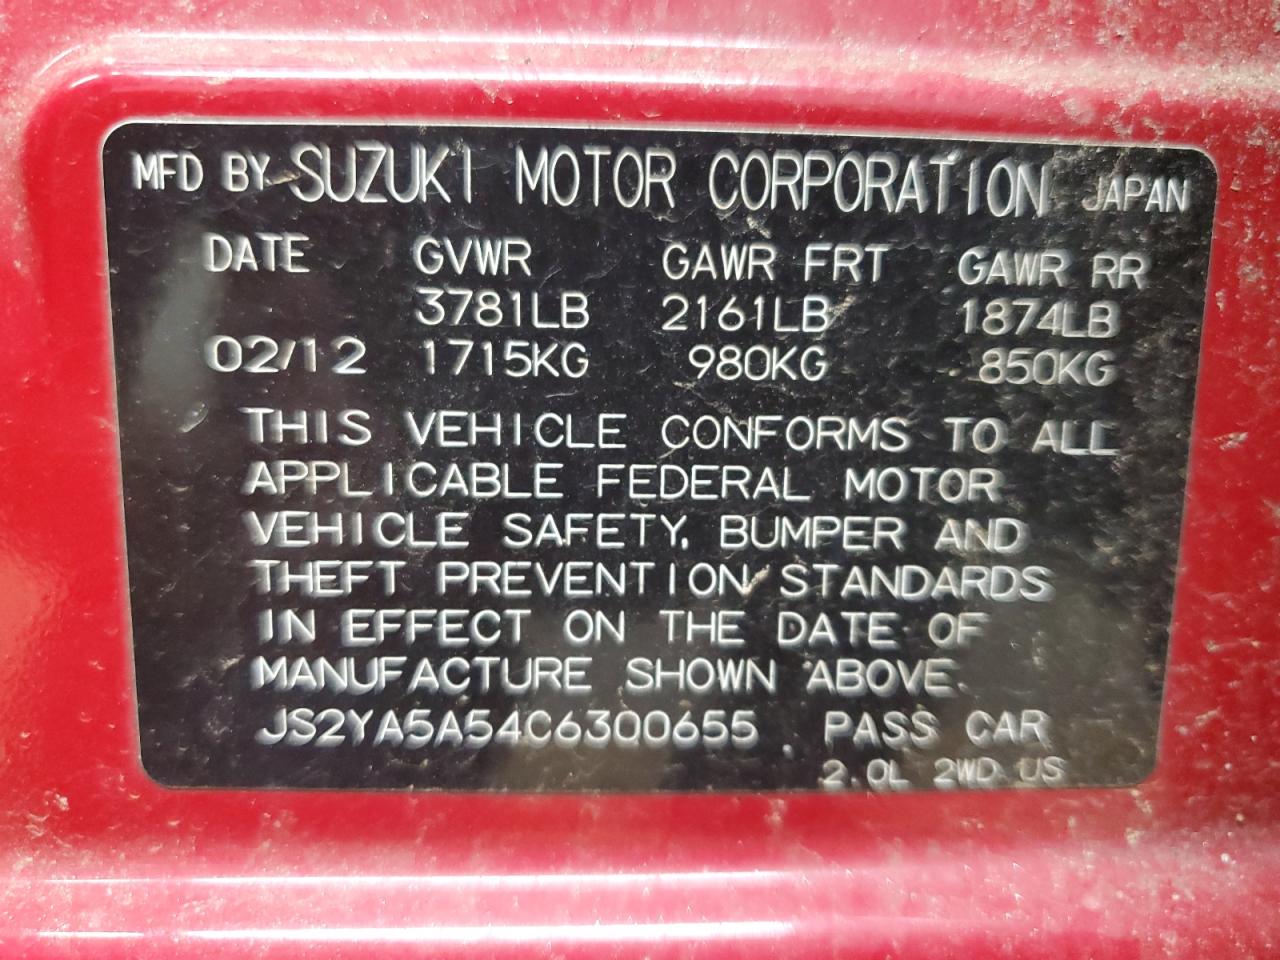 MFD BY SUZUKI MOTOR CORPORATION JAPAN
DATE GVWR GAWR FRT GAWR RR
3781LB 2161LB 1874LB
02/12 1715KG 980KG 850KG
THIS VEHICLE CONFORMS TO ALL
APPLICABLE FEDERAL MOTOR
VEHICLE SAFETY, BUMPER AND
THEFT PREVENTION STANDARDS
IN EFFECT ON THE DATE OF
MANUFACTURE SHOWN ABOVE.
JS2YA5A54C6300655 PASS CAR
2.0L 2WD US